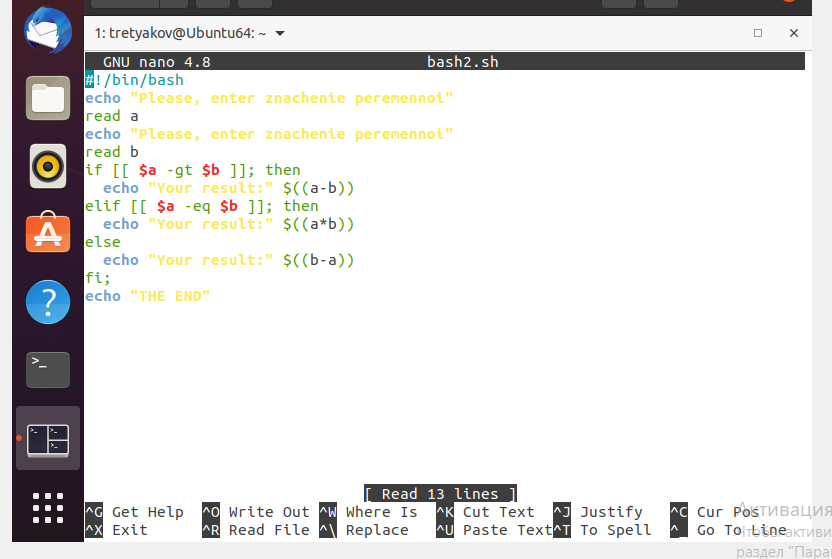 1: tretyakov@Ubuntu64: ~
GNU nano 4.8 bash2.sh
#!/bin/bash
echo "Please, enter znachenie peremennoi"
read a
echo "Please, enter znachenie peremennoi"
read b
if [[ $a -gt $b ]]; then
  echo "Your result:" $((a-b))
elif [[ $a -eq $b ]]; then
  echo "Your result:" $((a*b))
else
  echo "Your result:" $((b-a))
fi;
echo "THE END"
[ Read 13 lines ]
^G Get Help ^O Write Out ^W Where Is ^K Cut Text ^J Justify ^C Cur Pos
^X Exit ^R Read File ^\ Replace ^U Paste Text ^T To Spell ^_ Go To Line
Активация
Чтобы активи
раздел "Пара